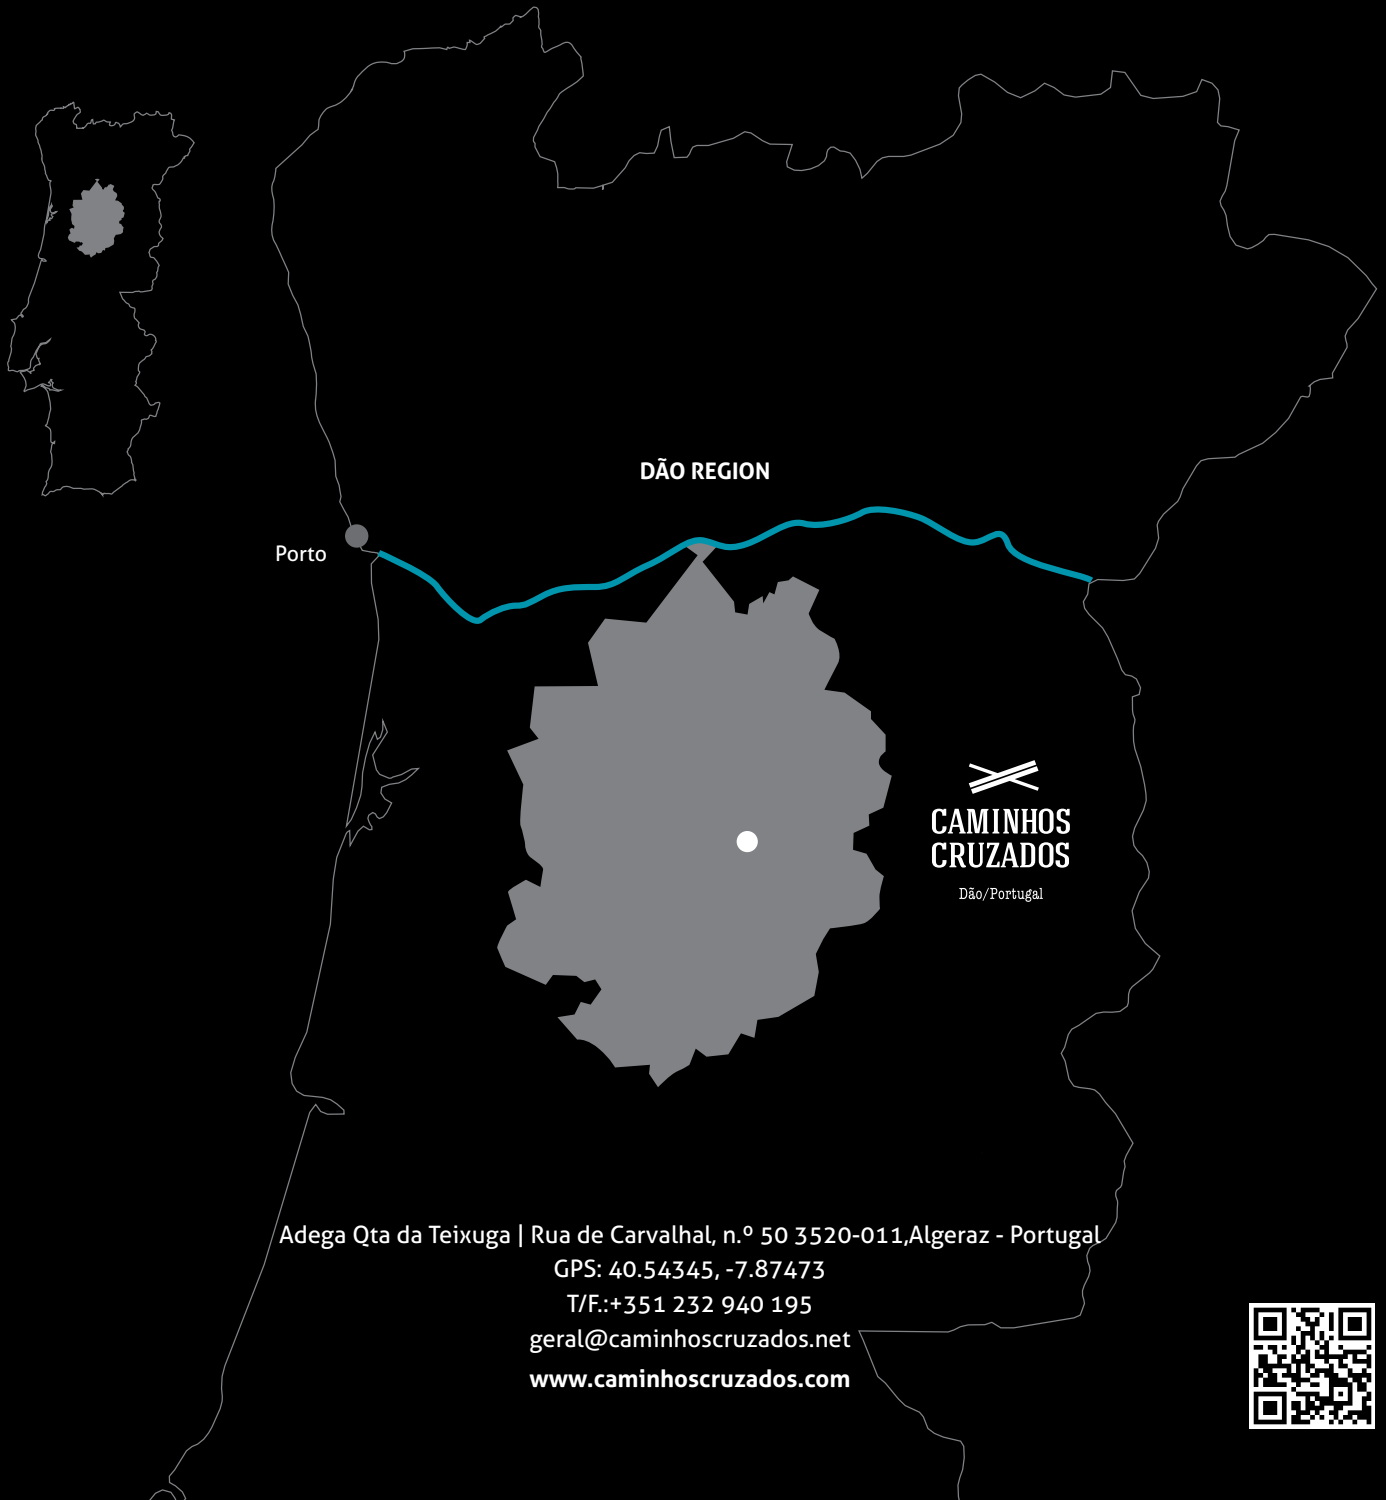 DÃO REGION
Porto
CAMINHOS
CRUZADOS
Dão/Portugal
Adega Qta da Teixuga | Rua de Carvalhal, n.º 50 3520-011,Algeraz - Portugal
GPS: 40.54345, -7.87473
T/F.:+351 232 940 195
geral@caminhoscruzados.net
www.caminhoscruzados.com